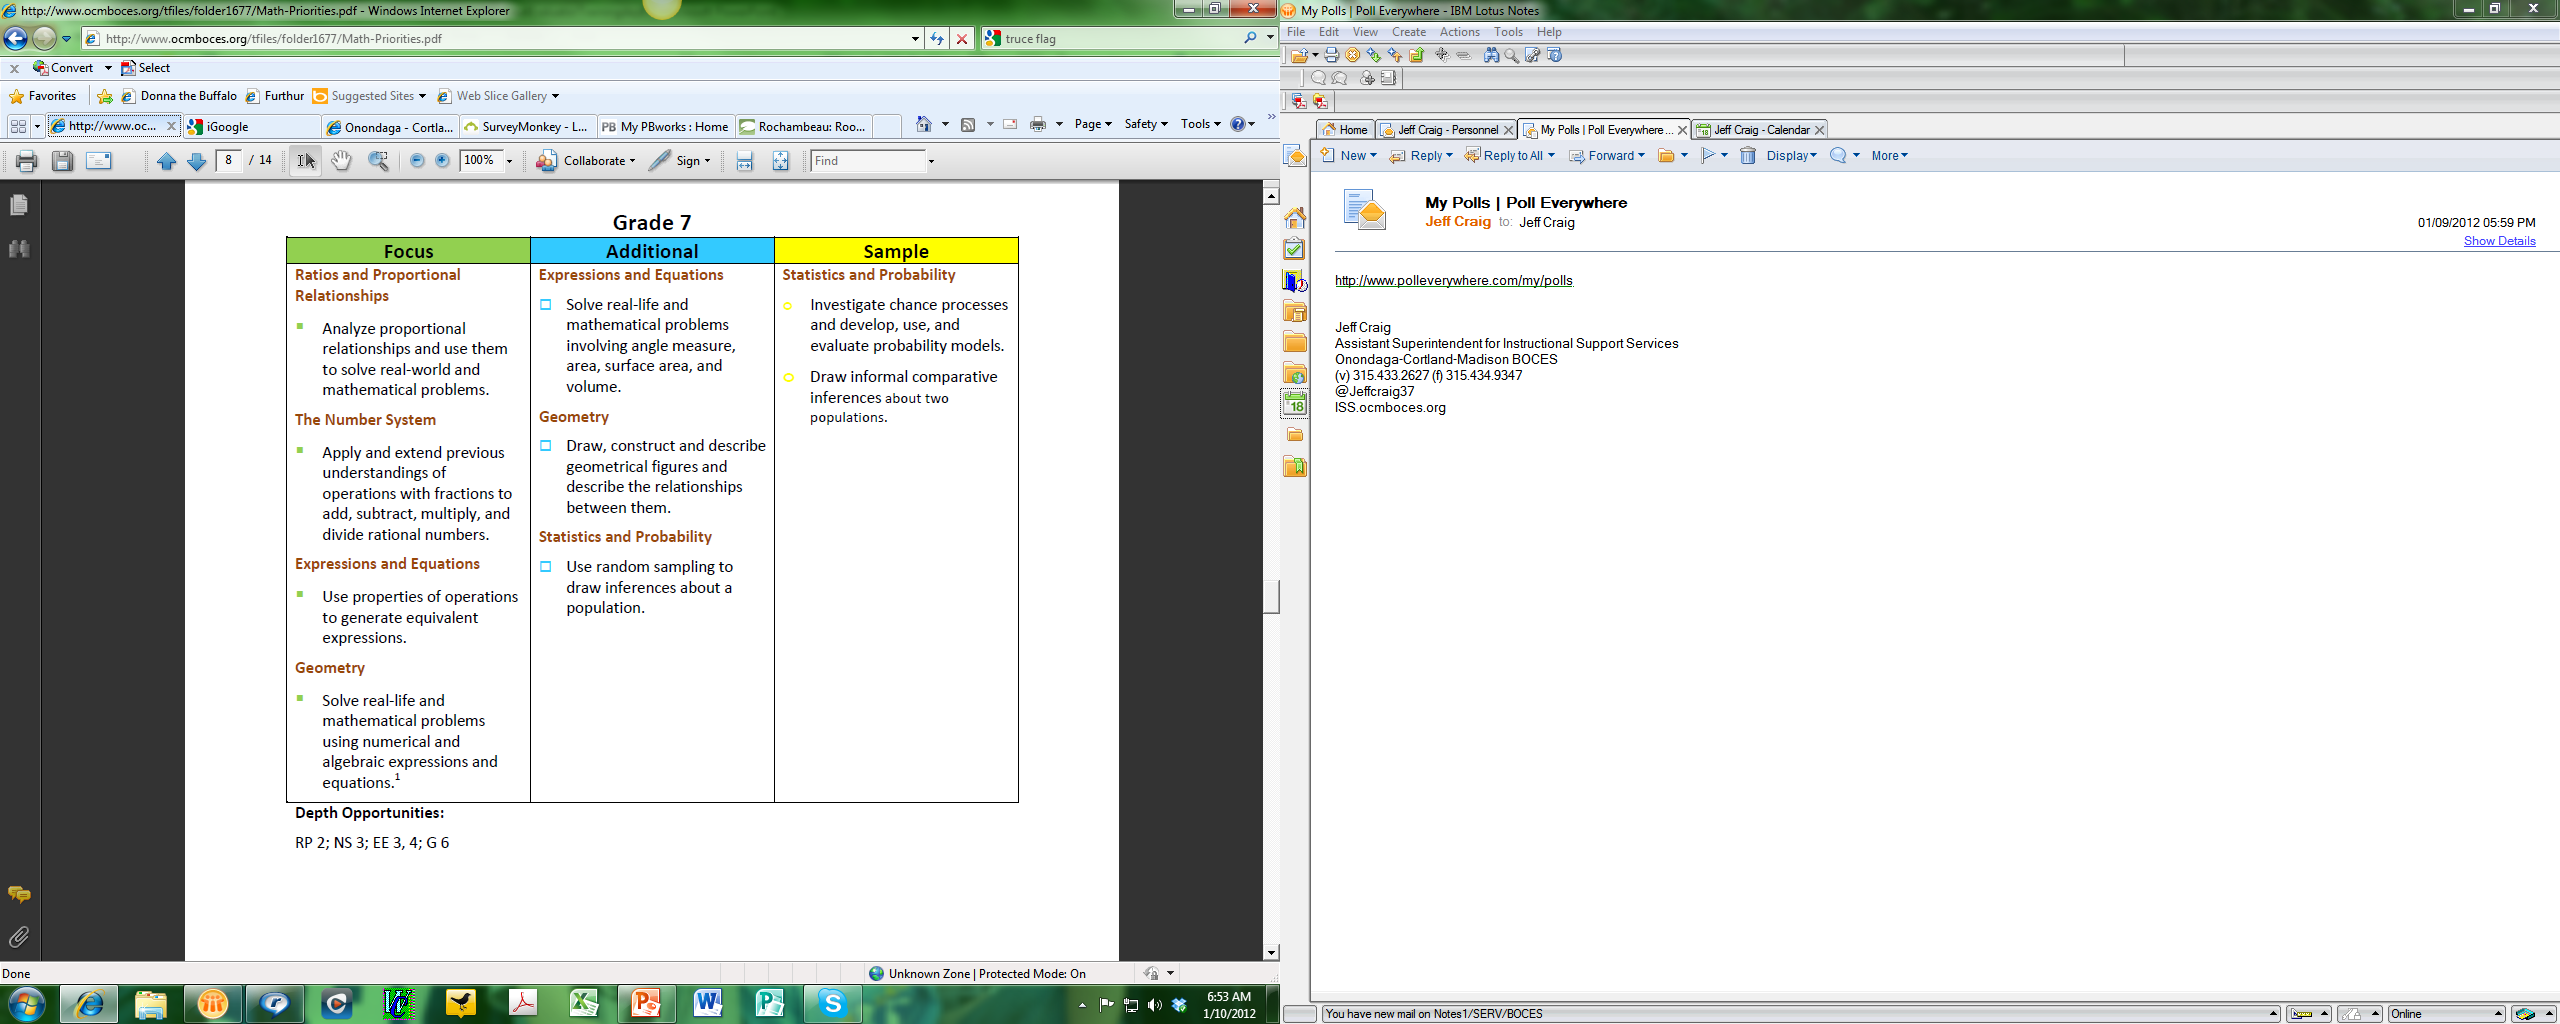 http://www.ocmboces.org/tfiles/folder1677/Math-Priorities.pdf - Windows Internet Explorer
http://www.ocmboces.org/tfiles/folder1677/Math-Priorities.pdf
truce flag
x Convert Select
Favorites Donna the Buffalo Furthur Suggested Sites Web Slice Gallery
http://www.oc... iGoogle Onondaga - Cortla... SurveyMonkey - L... PB My PBworks : Home Rochambeau: Roo... Page Safety Tools
8 / 14 100% Collaborate Sign Find
Grade 7
Focus Additional Sample
Ratios and Proportional
Relationships
Analyze proportional
relationships and use them
to solve real-world and
mathematical problems.
The Number System
Apply and extend previous
understandings of
operations with fractions to
add, subtract, multiply, and
divide rational numbers.
Expressions and Equations
Use properties of operations
to generate equivalent
expressions.
Geometry
Solve real-life and
mathematical problems
using numerical and
algebraic expressions and
equations.1
Expressions and Equations
Solve real-life and
mathematical problems
involving angle measure,
area, surface area, and
volume.
Geometry
Draw, construct and describe
geometrical figures and
describe the relationships
between them.
Statistics and Probability
Use random sampling to
draw inferences about a
population.
Statistics and Probability
Investigate chance processes
and develop, use, and
evaluate probability models.
Draw informal comparative
inferences about two
populations.
Depth Opportunities:
RP 2; NS 3; EE 3, 4; G 6
Done
Unknown Zone | Protected Mode: On
6:53 AM
1/10/2012
My Polls | Poll Everywhere - IBM Lotus Notes
File Edit View Create Actions Tools Help
Home Jeff Craig - Personnel My Polls | Poll Everywhere ... Jeff Craig - Calendar
New Reply Reply to All Forward Display More
My Polls | Poll Everywhere
Jeff Craig to: Jeff Craig
01/09/2012 05:59 PM
Show Details
http://www.polleverywhere.com/my/polls
Jeff Craig
Assistant Superintendent for Instructional Support Services
Onondaga-Cortland-Madison BOCES
(v) 315.433.2627 (f) 315.434.9347
@Jeffcraig37
ISS.ocmboces.org
18
You have new mail on Notes1/SERV/BOCES
Online